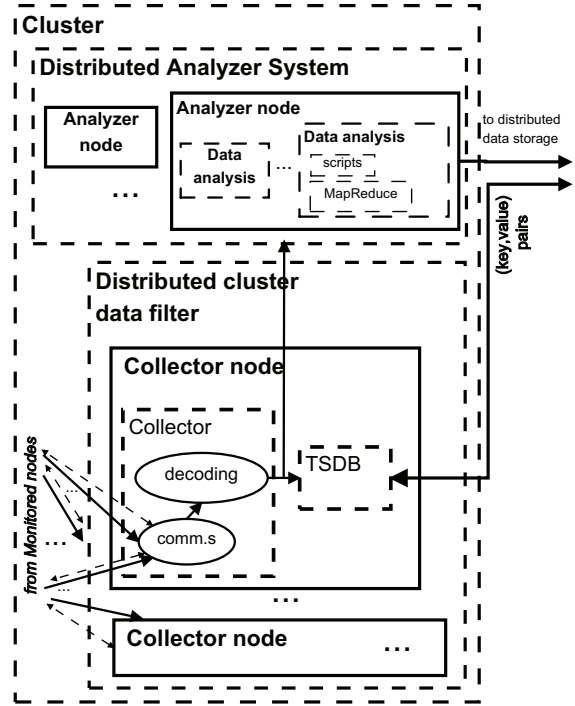 Cluster
Distributed Analyzer System
Analyzer
node
...
Analyzer node
Data
analysis
...
Data analysis
scripts
MapReduce
to distributed
data storage
(key,value)
pairs
Distributed cluster
data filter
Collector node
Collector
decoding
comm.s
TSDB
from Monitored nodes
...
...
...
...
Collector node
...